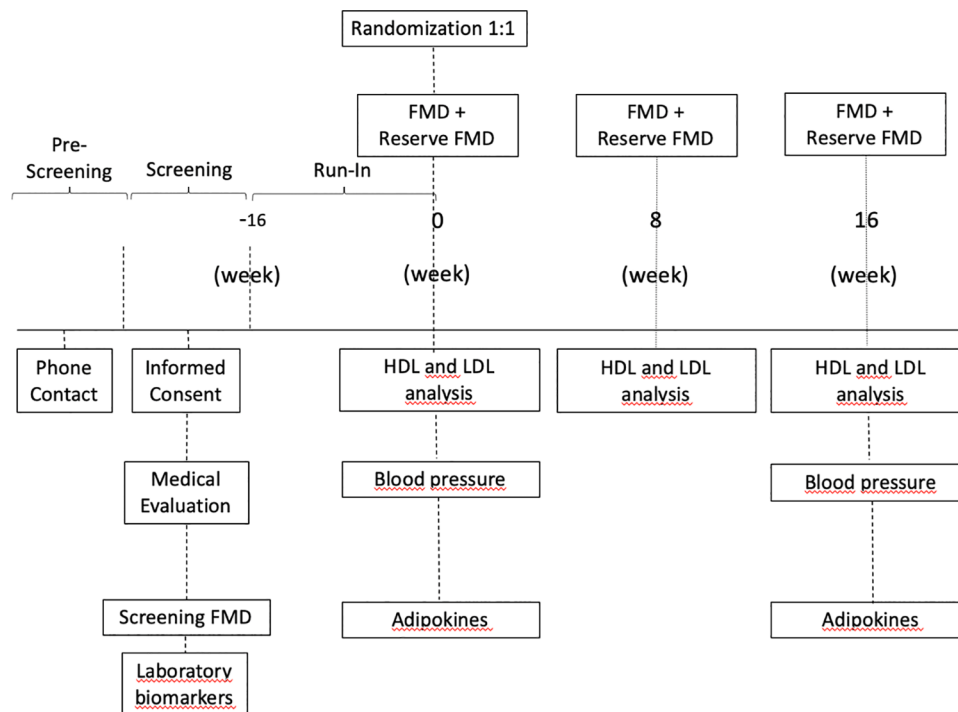 Randomization 1:1
FMD +
Reserve FMD
FMD +
Reserve FMD
FMD +
Reserve FMD
Pre-
Screening
Screening
Run-In
-16
0
8
16
(week)
(week)
(week)
(week)
Phone
Contact
Informed
Consent
HDL and LDL
analysis
HDL and LDL
analysis
HDL and LDL
analysis
Medical
Evaluation
Blood pressure
Blood pressure
Screening FMD
Adipokines
Adipokines
Laboratory
biomarkers